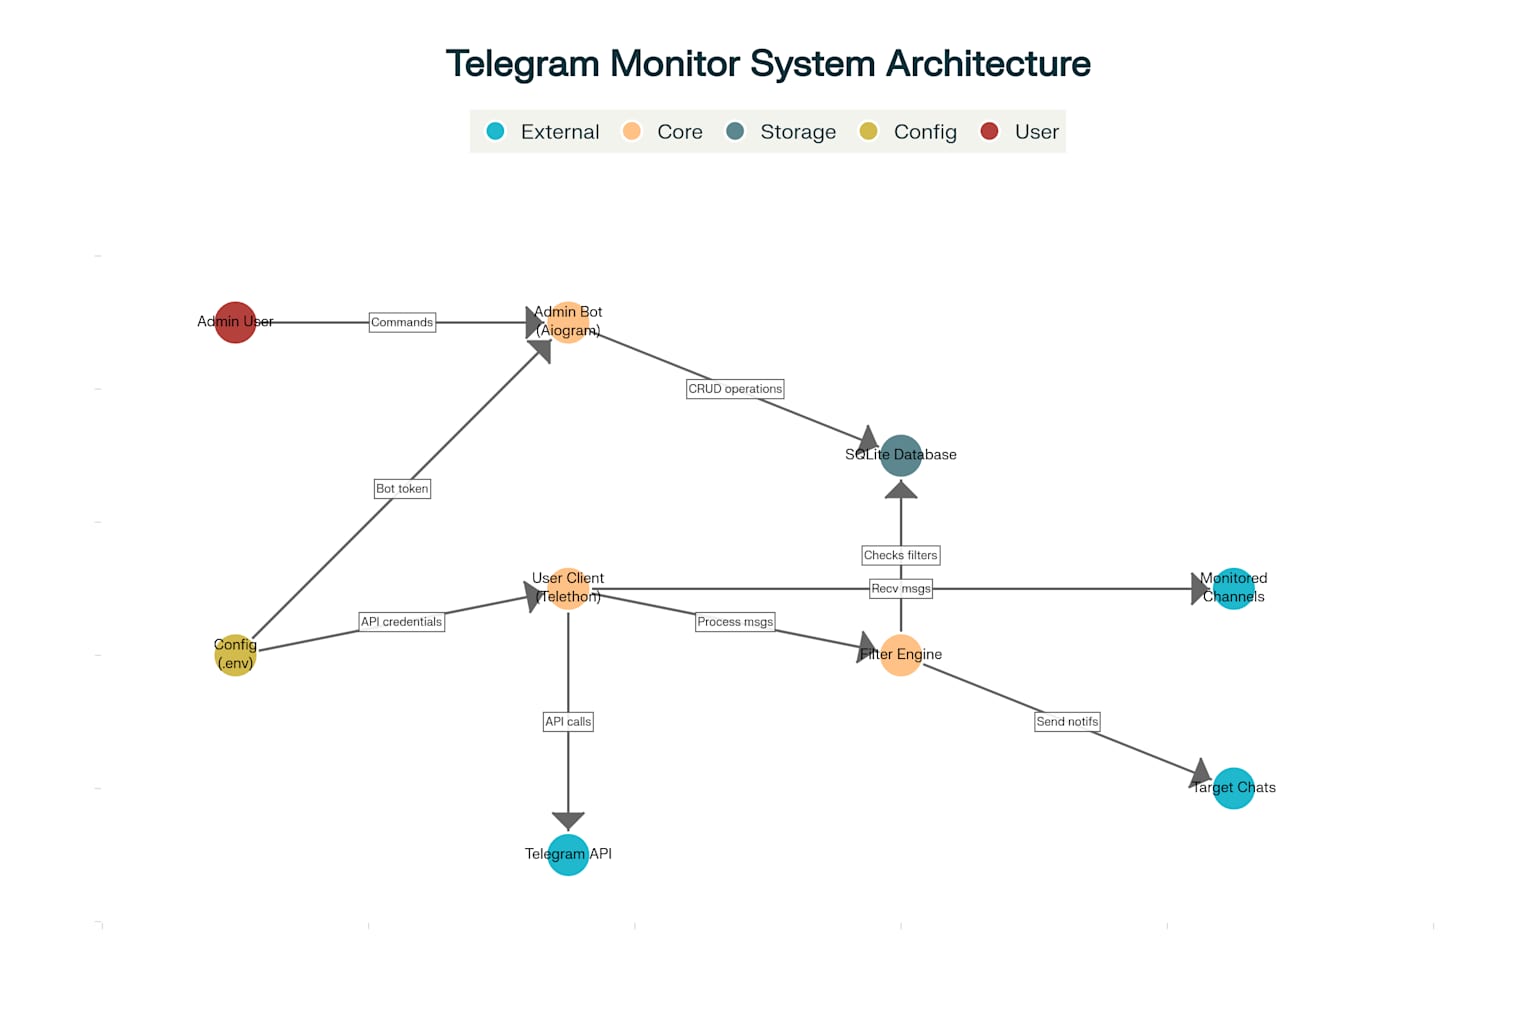 Telegram Monitor System Architecture
External Core Storage Config User
Admin User
Commands
Admin Bot
(Aiogram)
CRUD operations
SQLite Database
Bot token
Checks filters
User Client
(Telethon)
Recv msgs
Monitored
Channels
API credentials
Process msgs
Config
(.env)
Filter Engine
API calls
Send notifs
Target Chats
Telegram API